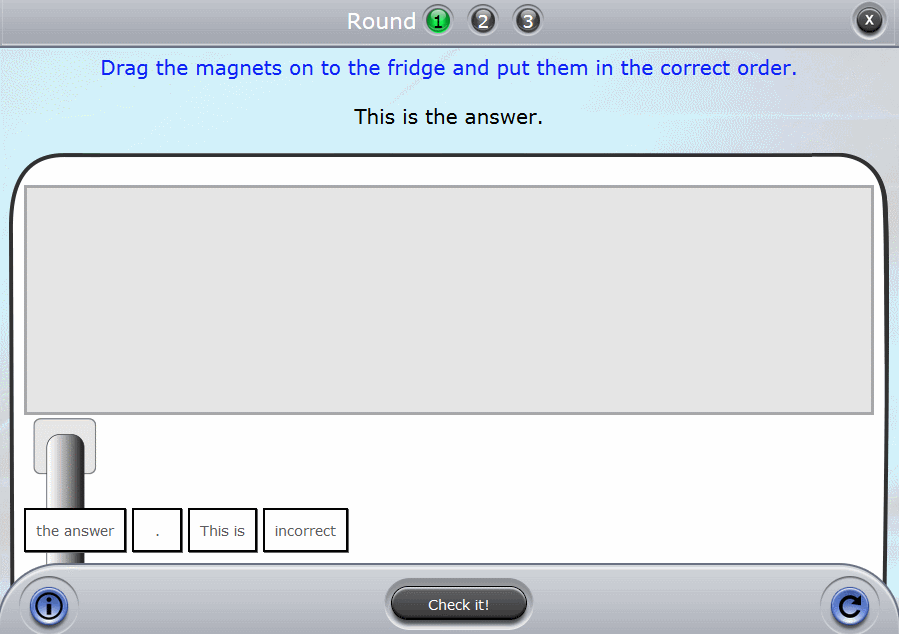 Round 1 2 3 X
Drag the magnets on to the fridge and put them in the correct order.
This is the answer.
the answer . This is incorrect
Check it!